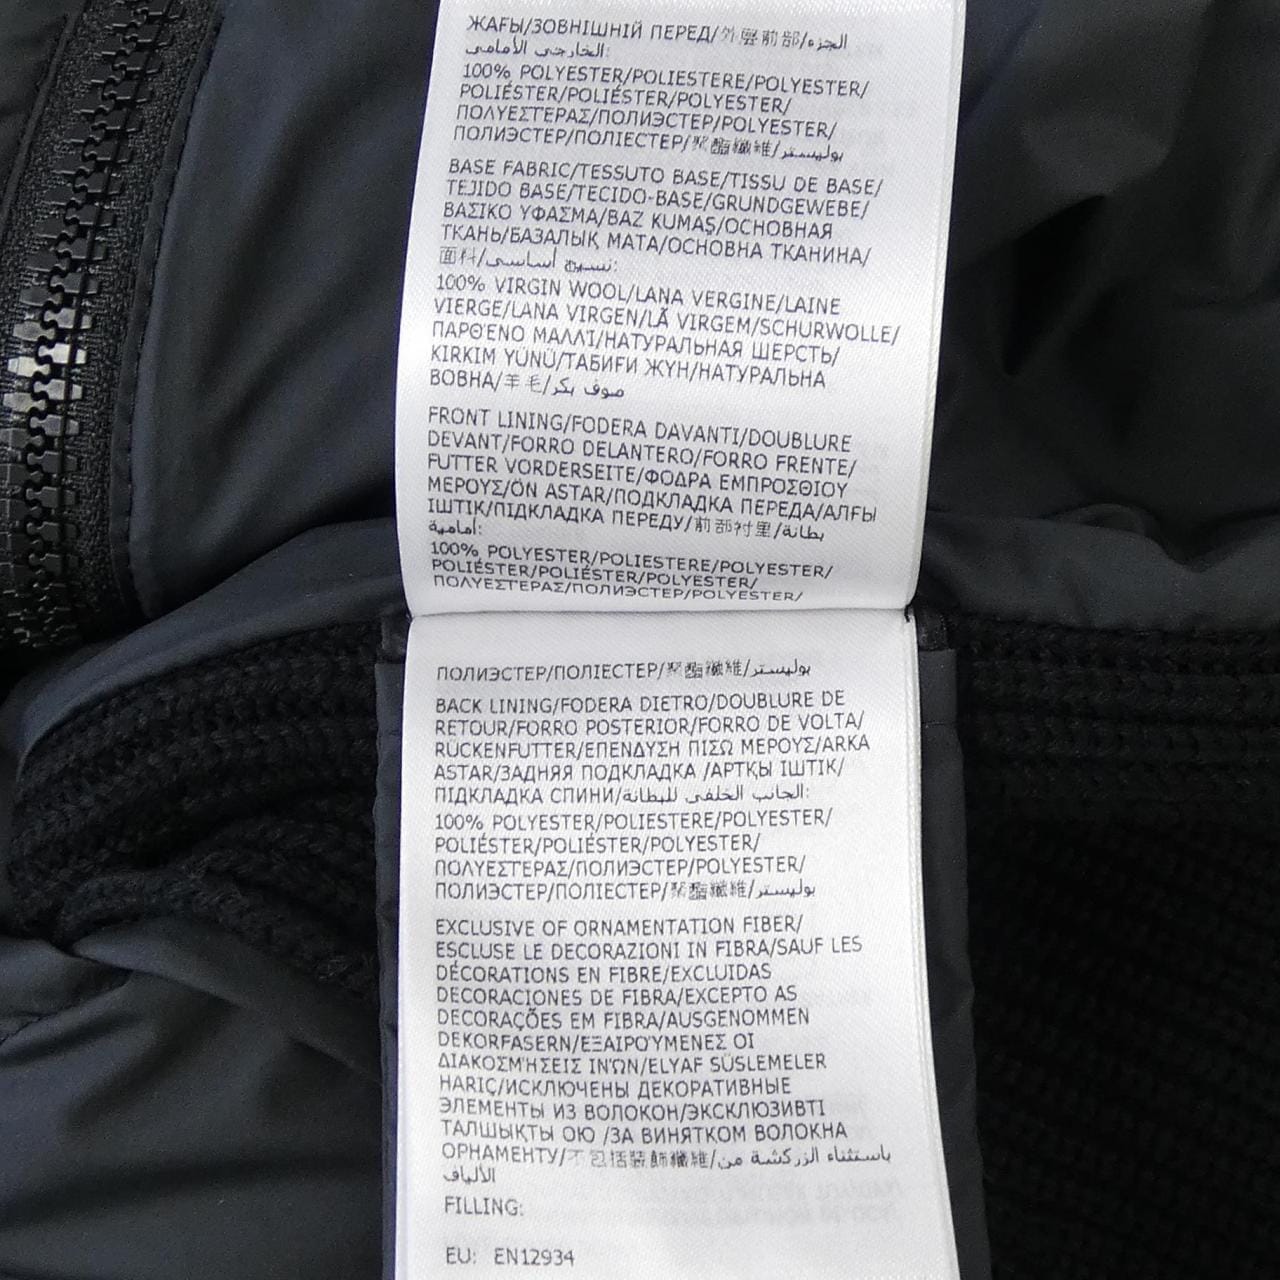 ЖАҒЫ/ЗОВНІШНІЙ ПЕРЕД/外竪前部/الجزء
الخارجي الأمامي:
100% POLYESTER/POLIESTERE/POLYESTER/
POLIÉSTER/POLIÉSTER/POLYESTER/
ΠΟΛΥΕΣΤΕΡΑΣ/ПОЛИЭСТЕР/POLYESTER/
ПОЛИЭСТЕР/ПОЛІЕСТЕР/聚酯纖維/بوليستر
BASE FABRIC/TESSUTO BASE/TISSU DE BASE/
TEJIDO BASE/TECIDO-BASE/GRUNDGEWEBE/
ΒΑΣΙΚΟ ΥΦΑΣΜΑ/BAZ KUMAŞ/ОСНОВНАЯ
ТКАНЬ/БАЗАЛЫҚ МАТА/ОСНОВНА ТКАНИНА/
面料/نسيج أساسي:
100% VIRGIN WOOL/LANA VERGINE/LAINE
VIERGE/LANA VIRGEN/LÃ VIRGEM/SCHURWOLLE/
ΠΑΡΘΈΝΟ ΜΑΛΛΊ/НАТУРАЛЬНАЯ ШЕРСТЬ/
KIRKIM YÜNÜ/ТАБИҒИ ЖҮН/НАТУРАЛЬНА
ВОВНА/羊毛/صوف بكر
FRONT LINING/FODERA DAVANTI/DOUBLURE
DEVANT/FORRO DELANTERO/FORRO FRENTE/
FUTTER VORDERSEITE/ΦΟΔΡΑ ΕΜΠΡΟΣΘΙΟΥ
ΜΕΡΟΥΣ/ÖN ASTAR/ПОДКЛАДКА ПЕРЕДА/АЛҒЫ
ІШТІК/ПІДКЛАДКА ПЕРЕДУ/前部衬里/بطانة
أمامية:
100% POLYESTER/POLIESTERE/POLYESTER/
POLIÉSTER/POLIÉSTER/POLYESTER/
ΠΟΛΥΕΣΤΕΡΑΣ/ПОЛИЭСТЕР/POLYESTER/
ПОЛИЭСТЕР/ПОЛІЕСТЕР/聚酯纖維/بوليستر
BACK LINING/FODERA DIETRO/DOUBLURE DE
RETOUR/FORRO POSTERIOR/FORRO DE VOLTA/
RÜCKENFUTTER/ΕΠΕΝΔΥΣΗ ΠΙΣΩ ΜΕΡΟΥΣ/ARKA
ASTAR/ЗАДНЯЯ ПОДКЛАДКА /АРТҚЫ ІШТІК/
ПІДКЛАДКА СПИНИ/الجانب الخلفي للبطانة:
100% POLYESTER/POLIESTERE/POLYESTER/
POLIÉSTER/POLIÉSTER/POLYESTER/
ΠΟΛΥΕΣΤΕΡΑΣ/ПОЛИЭСТЕР/POLYESTER/
ПОЛИЭСТЕР/ПОЛІЕСТЕР/聚酯纖維/بوليستر
EXCLUSIVE OF ORNAMENTATION FIBER/
ESCLUSE LE DECORAZIONI IN FIBRA/SAUF LES
DÉCORATIONS EN FIBRE/EXCLUIDAS
DECORACIONES DE FIBRA/EXCEPTO AS
DECORAÇÕES EM FIBRA/AUSGENOMMEN
DEKORFASERN/ΕΞΑΙΡΟΎΜΕΝΕΣ ΟΙ
ΔΙΑΚΟΣΜΉΣΕΙΣ ΙΝΏΝ/ELYAF SÜSLEMELER
HARIÇ/ИСКЛЮЧЕНЫ ДЕКОРАТИВНЫЕ
ЭЛЕМЕНТЫ ИЗ ВОЛОКОН/ЭКСКЛЮЗИВТІ
ТАЛШЫҚТЫ ОЮ /ЗА ВИНЯТКОМ ВОЛОКНА
ОРНАМЕНТУ/不包括裝飾纖維/باستثناء الزركشة من
الألياف
FILLING:
EU: EN12934